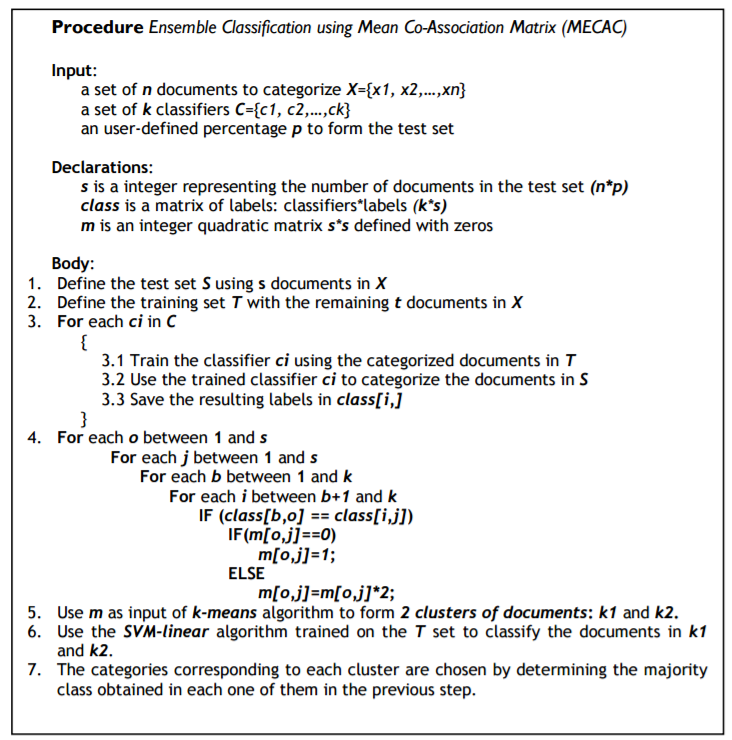 Procedure Ensemble Classification using Mean Co-Association Matrix (MECAC)
Input:
a set of n documents to categorize X={x1, x2,...,xn}
a set of k classifiers C={c1, c2,...,ck}
an user-defined percentage p to form the test set
Declarations:
s is a integer representing the number of documents in the test set (n*p)
class is a matrix of labels: classifiers*labels (k*s)
m is an integer quadratic matrix s*s defined with zeros
Body:
1. Define the test set S using s documents in X
2. Define the training set T with the remaining t documents in X
3. For each ci in C
{
3.1 Train the classifier ci using the categorized documents in T
3.2 Use the trained classifier ci to categorize the documents in S
3.3 Save the resulting labels in class[i,]
}
4. For each o between 1 and s
For each j between 1 and s
For each b between 1 and k
For each i between b+1 and k
IF (class[b,o] == class[i,j])
IF(m[o,j]==0)
m[o,j]=1;
ELSE
m[o,j]=m[o,j]*2;
5. Use m as input of k-means algorithm to form 2 clusters of documents: k1 and k2.
6. Use the SVM-linear algorithm trained on the T set to classify the documents in k1
and k2.
7. The categories corresponding to each cluster are chosen by determining the majority
class obtained in each one of them in the previous step.